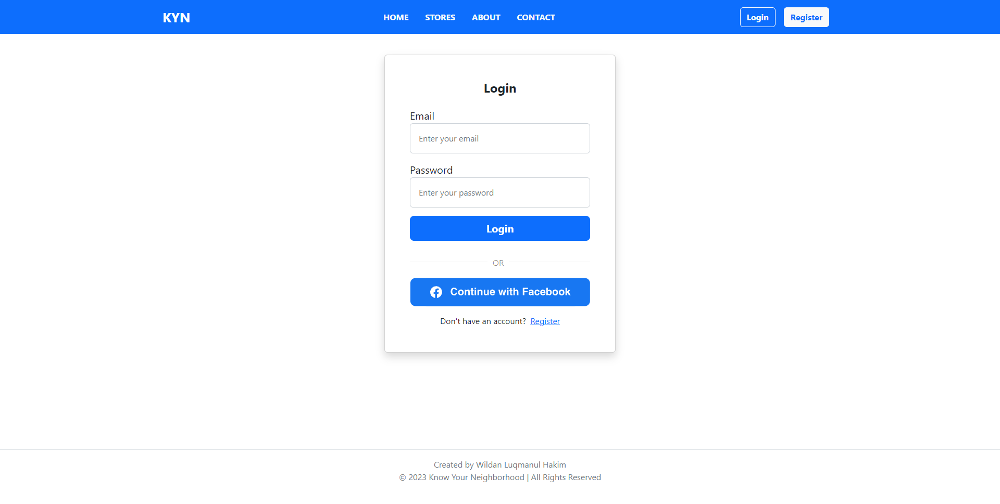 KYN HOME STORES ABOUT CONTACT Login Register
Login
Email
Enter your email
Password
Enter your password
Login
OR
Continue with Facebook
Don't have an account? Register
Created by Wildan Luqmanul Hakim
© 2023 Know Your Neighborhood | All Rights Reserved